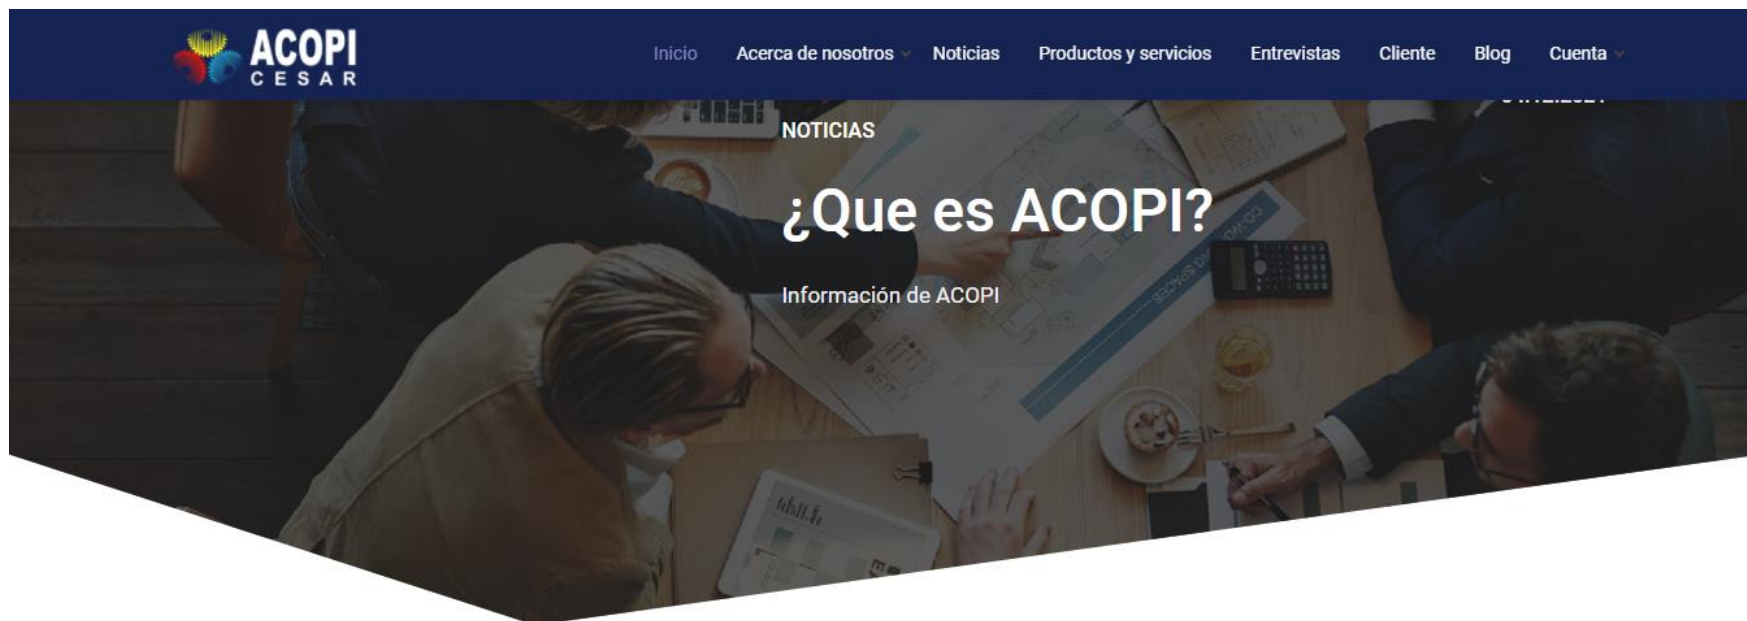 ACOPI
CESAR
Inicio Acerca de nosotros Noticias Productos y servicios Entrevistas Cliente Blog Cuenta
NOTICIAS
¿Que es ACOPI?
Información de ACOPI